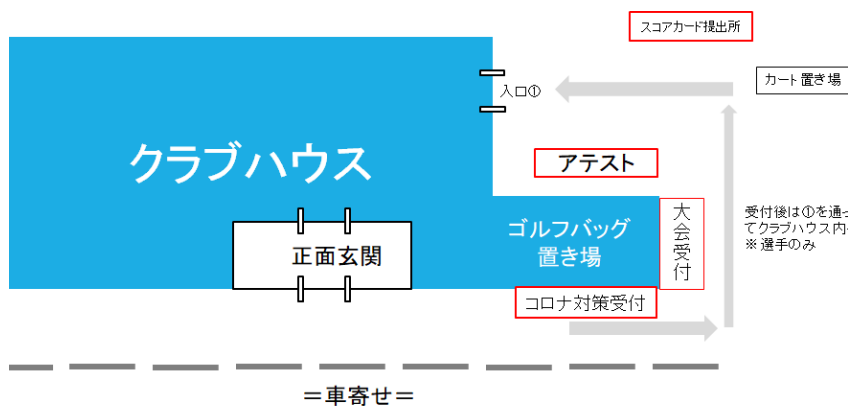 スコアカード提出所
カート置き場
入口①
クラブハウス
アテスト
ゴルフバッグ
置き場
大会受付
受付後は①を通っ
てクラブハウス内
※選手のみ
正面玄関
コロナ対策受付
＝車寄せ＝